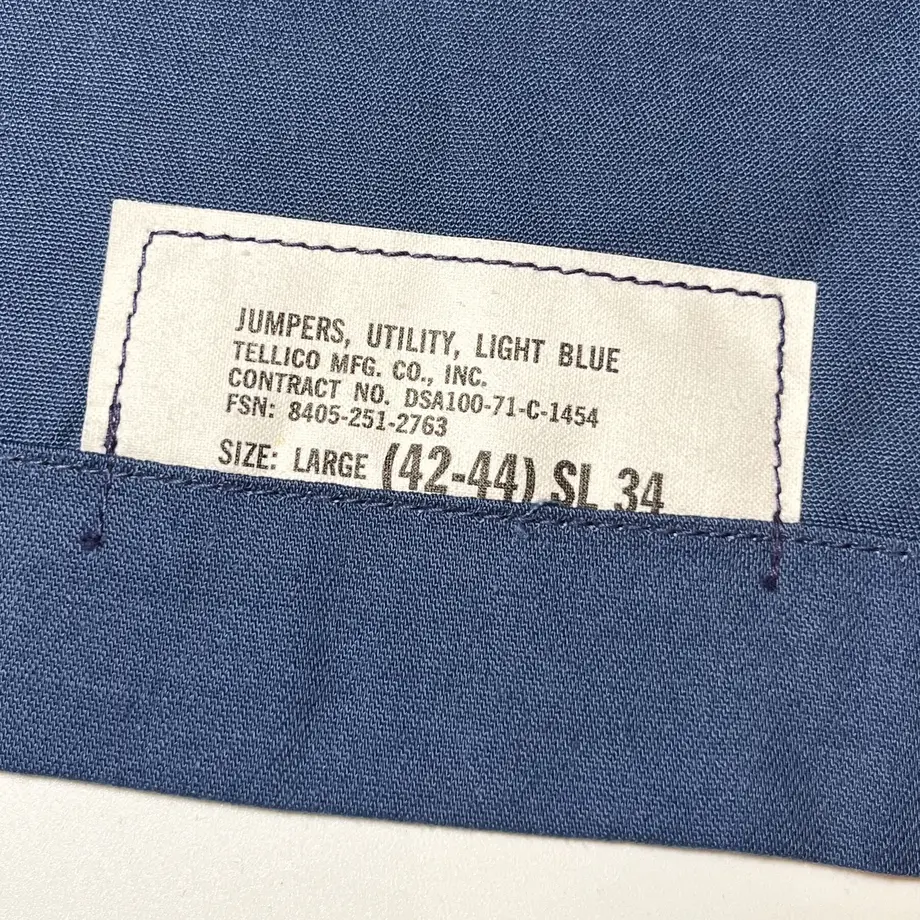 JUMPERS, UTILITY, LIGHT BLUE
TELLICO MFG. CO., INC.
CONTRACT NO. DSA100-71-C-1454
FSN: 8405-251-2763
SIZE: LARGE (42-44) SL 34